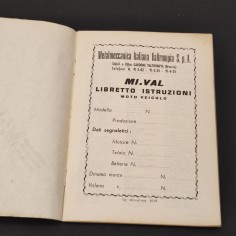 Metalmeccanica Italiana Valtrompia S.p.A.
MI-VAL
LIBRETTO ISTRUZIONI
MOTO VEICOLO
Modello N.
Produzione
Dati segnaletici:
Motore N.
Telaio N.
Batteria N.
Dinamo marca N.
Volano N.